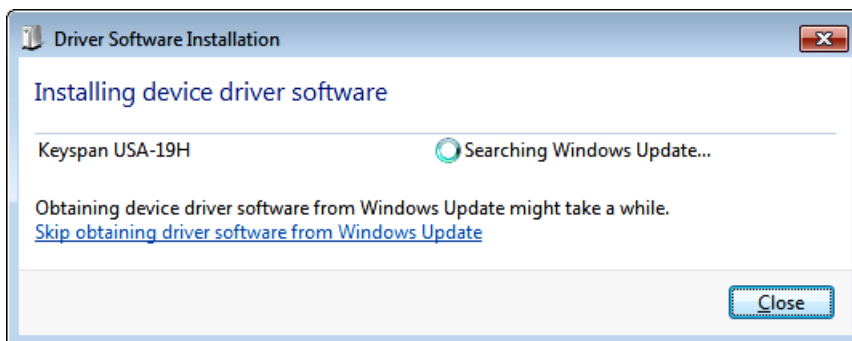 Driver Software Installation
Installing device driver software
Keyspan USA-19H Searching Windows Update...
Obtaining device driver software from Windows Update might take a while.
Skip obtaining driver software from Windows Update
Close